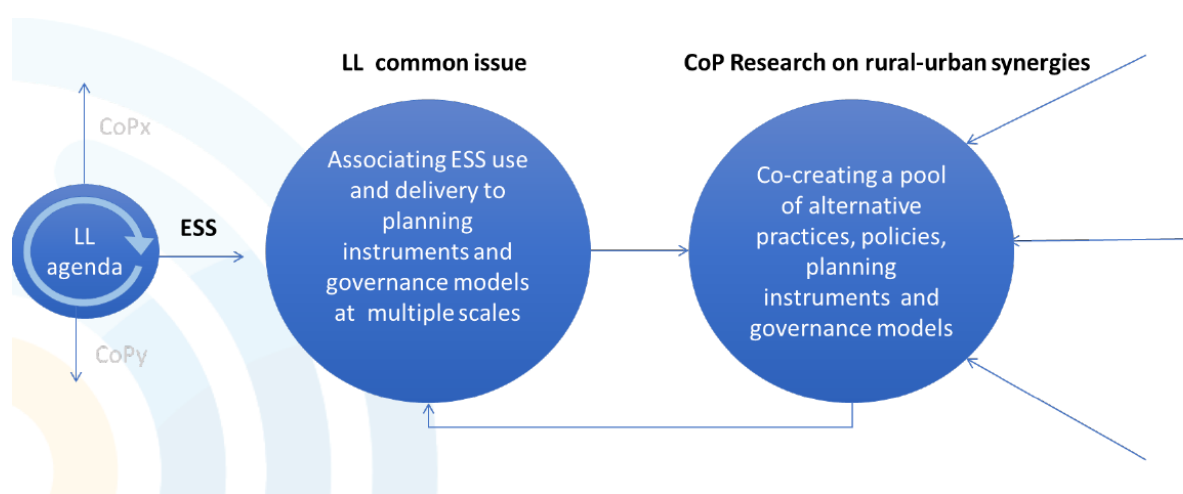 LL common issue
CoP Research on rural-urban synergies
CoPx
LL
agenda
ESS
CoPy
Associating ESS use
and delivery to
planning
instruments and
governance models
at multiple scales
Co-creating a pool
of alternative
practices, policies,
planning
instruments and
governance models